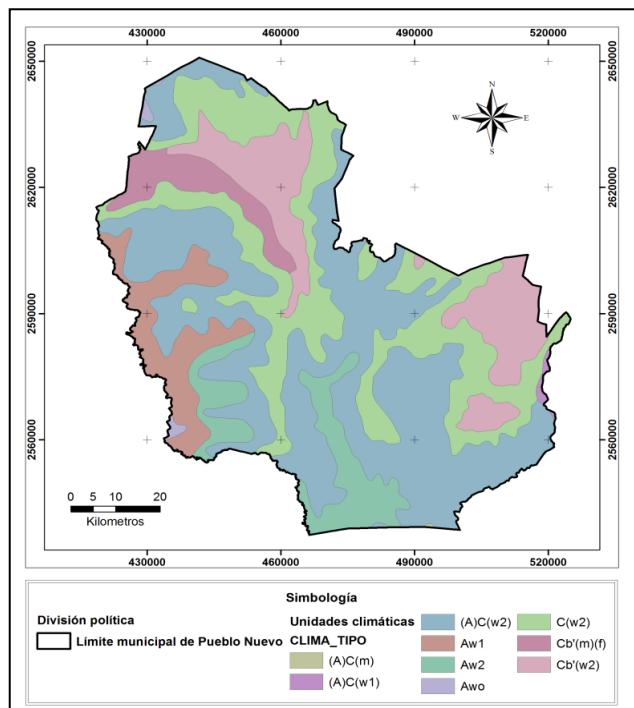 430000 460000 490000 520000
2650000 2650000
N
W E
S
2620000 2620000
2590000 2590000
2560000 2560000
0 5 10 20
Kilometros
430000 460000 490000 520000
Simbología
División política
Límite municipal de Pueblo Nuevo
Unidades climáticas
CLIMA_TIPO
(A)C(m)
(A)C(w1)
(A)C(w2)
Aw1
Aw2
Awo
C(w2)
Cb'(m)(f)
Cb'(w2)